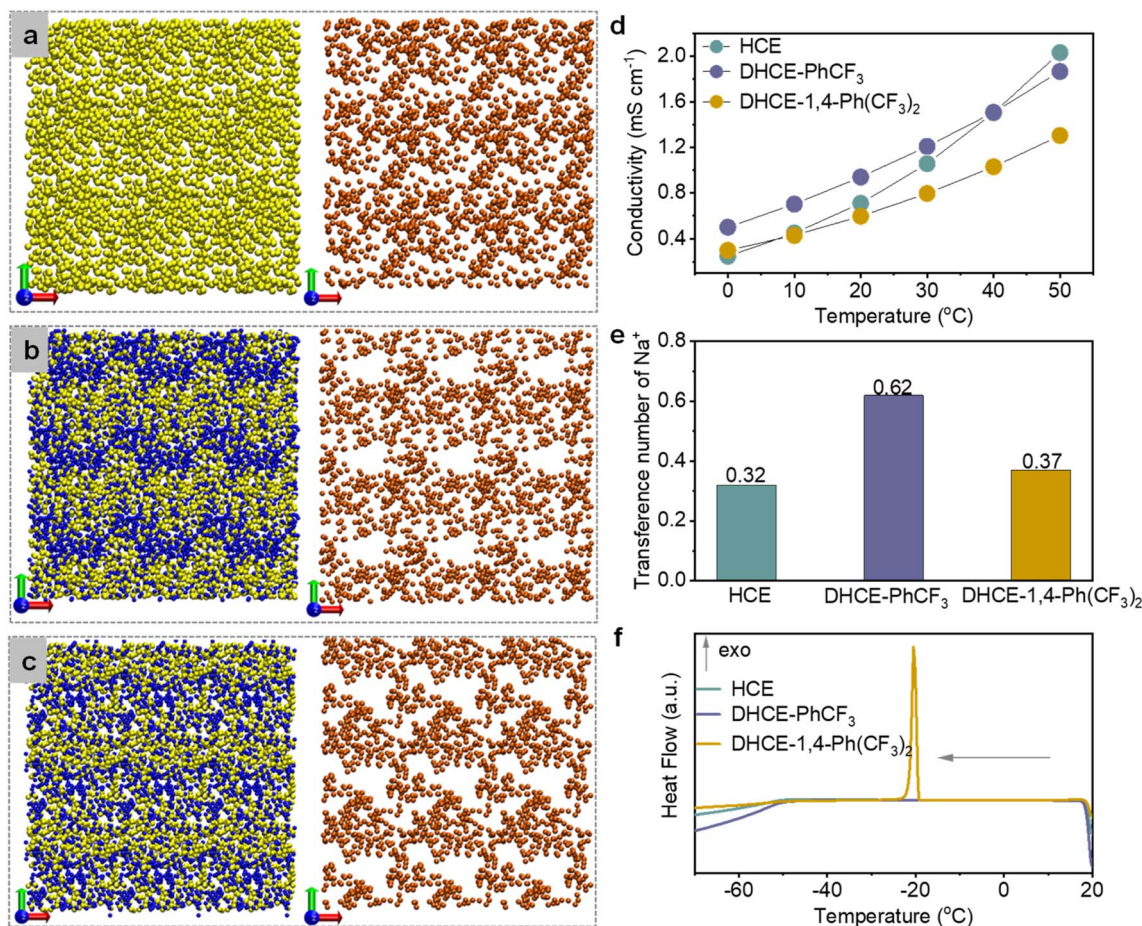 a
z
z
b
z
z
c
z
z
d
HCE
DHCE-PhCF3
DHCE-1,4-Ph(CF3)2
Conductivity (mS cm-1)
2.0
1.6
1.2
0.8
0.4
0 10 20 30 40 50
Temperature (oC)
e
Transference number of Na+
0.8
0.6
0.4
0.2
0.0
0.32
0.62
0.37
HCE DHCE-PhCF3 DHCE-1,4-Ph(CF3)2
f
exo
HCE
DHCE-PhCF3
DHCE-1,4-Ph(CF3)2
Heat Flow (a.u.)
-60 -40 -20 0 20
Temperature (oC)